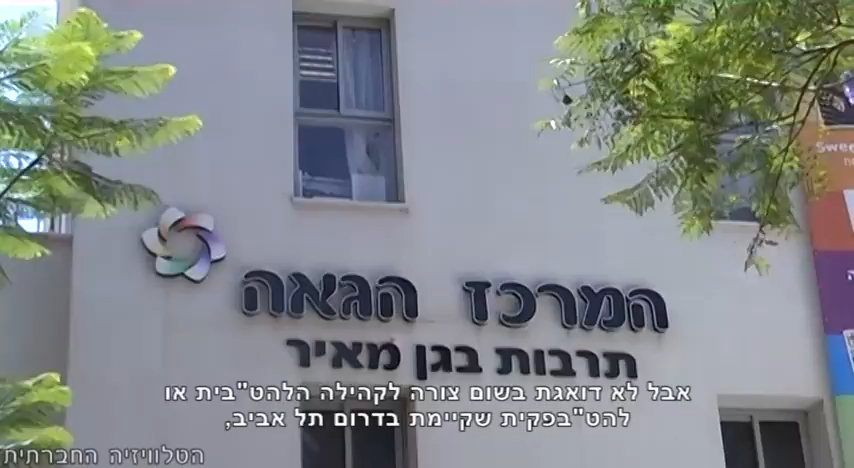 המרכז הגאה
תרבות בגן מאיר
Swee
אבל לא דואגת בשום צורה לקהילה הלהט"בית או
להט"בפקית שקיימת בדרום תל אביב,
הטלוויזיה החברתית